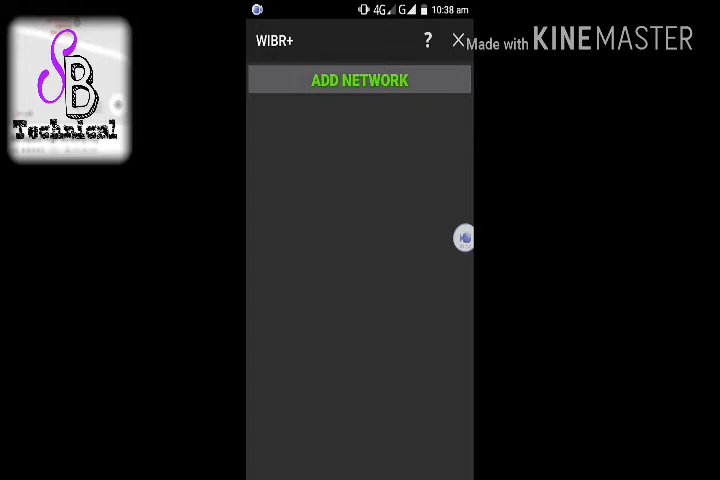 4G G 10:38 am
WIBR+ ? X
Made with KINEMASTER
ADD NETWORK
SB
Technical